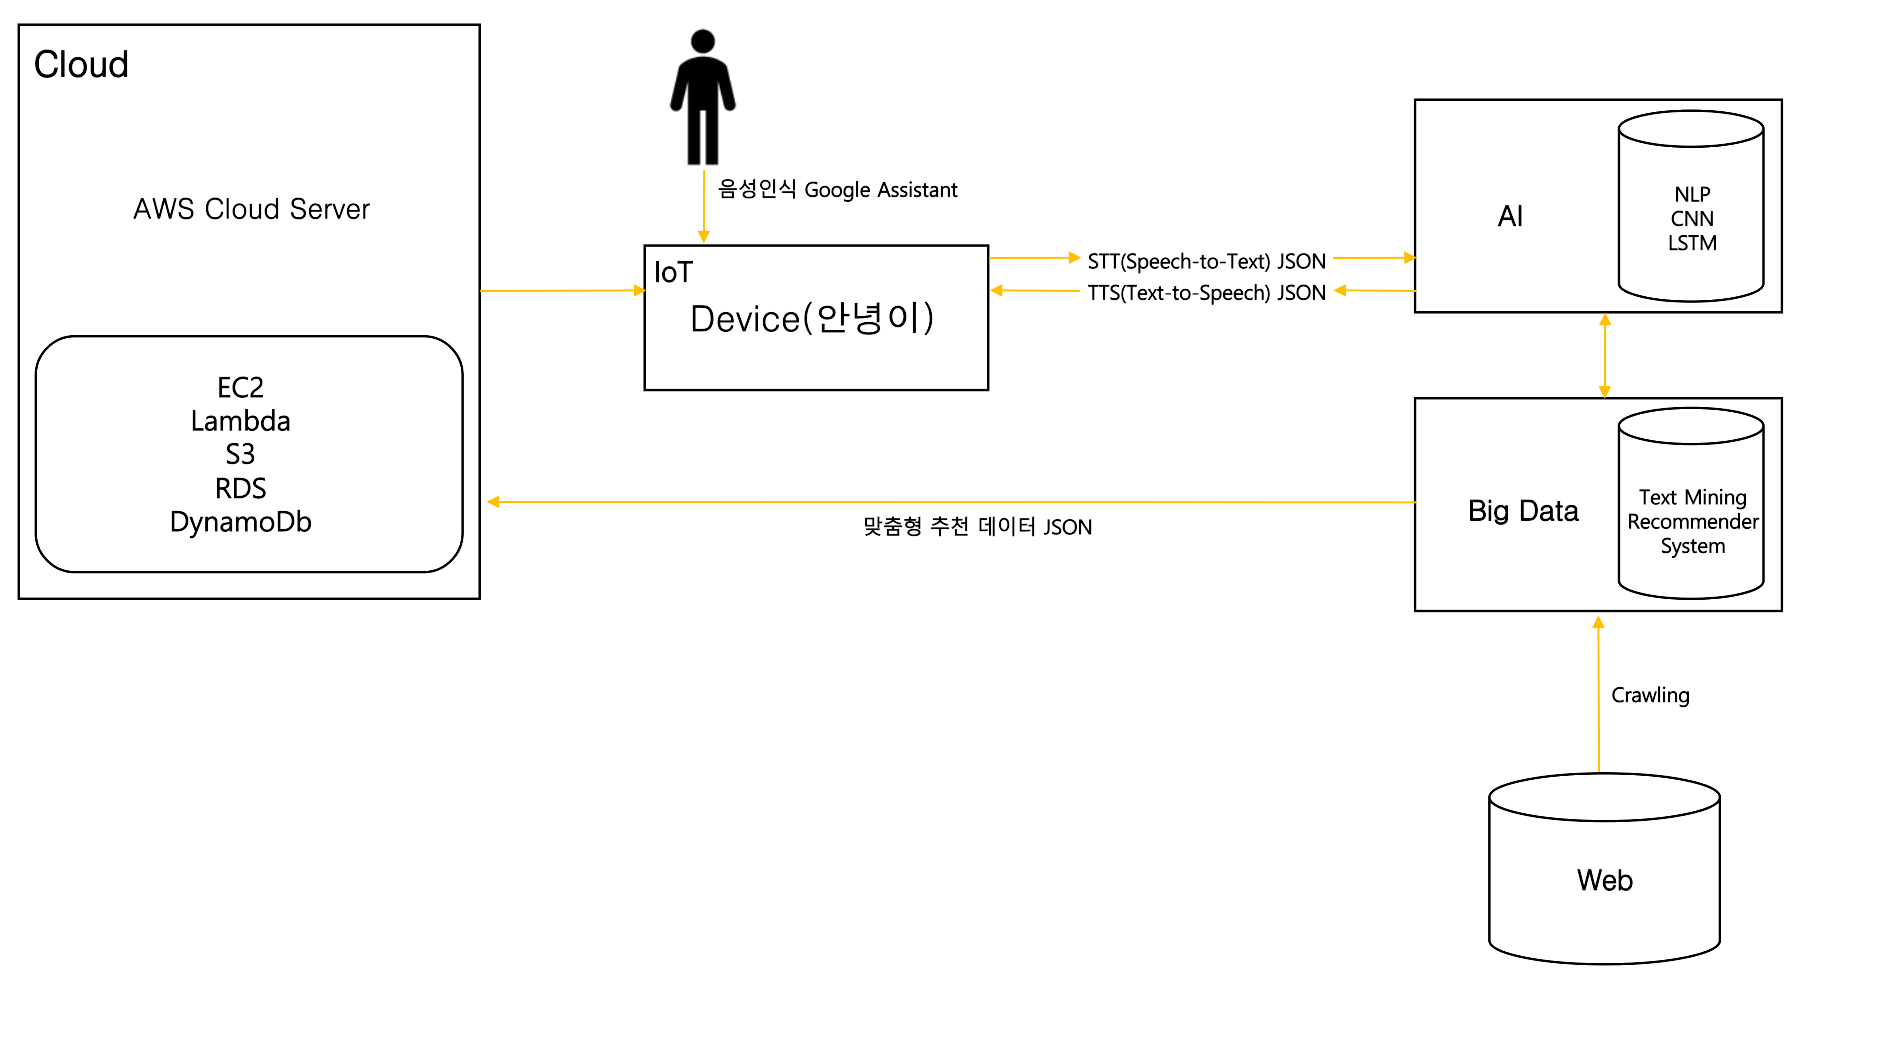 Cloud
AWS Cloud Server
EC2
Lambda
S3
RDS
DynamoDb
음성인식 Google Assistant
IoT
Device(안녕이)
STT(Speech-to-Text) JSON
TTS(Text-to-Speech) JSON
AI
NLP
CNN
LSTM
Big Data
Text Mining
Recommender
System
맞춤형 추천 데이터 JSON
Crawling
Web